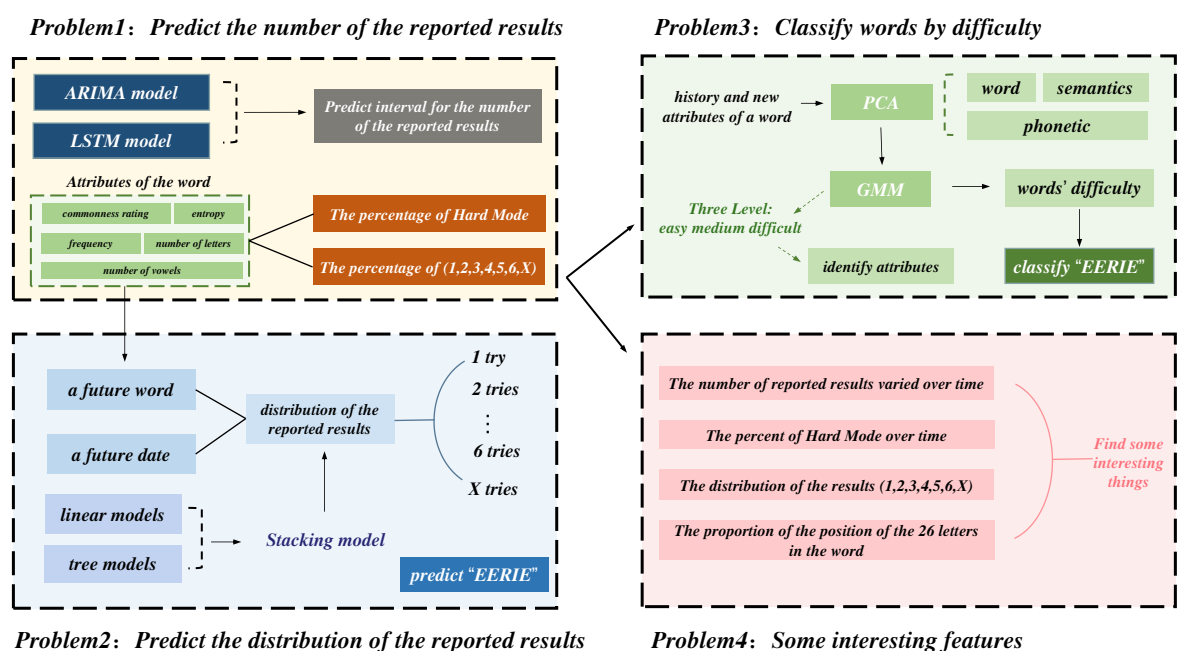 Problem1：Predict the number of the reported results
ARIMA model
LSTM model
Predict interval for the number
of the reported results
Attributes of the word
commonness rating
entropy
frequency
number of letters
number of vowels
The percentage of Hard Mode
The percentage of (1,2,3,4,5,6,X)
Problem3：Classify words by difficulty
history and new
attributes of a word
PCA
word
semantics
phonetic
GMM
words' difficulty
Three Level:
easy medium difficult
identify attributes
classify “EERIE”
a future word
a future date
distribution of the
reported results
1 try
2 tries
⋮
6 tries
X tries
linear models
tree models
Stacking model
predict “EERIE”
Problem2：Predict the distribution of the reported results
The number of reported results varied over time
The percent of Hard Mode over time
The distribution of the results (1,2,3,4,5,6,X)
The proportion of the position of the 26 letters
in the word
Find some
interesting
things
Problem4：Some interesting features